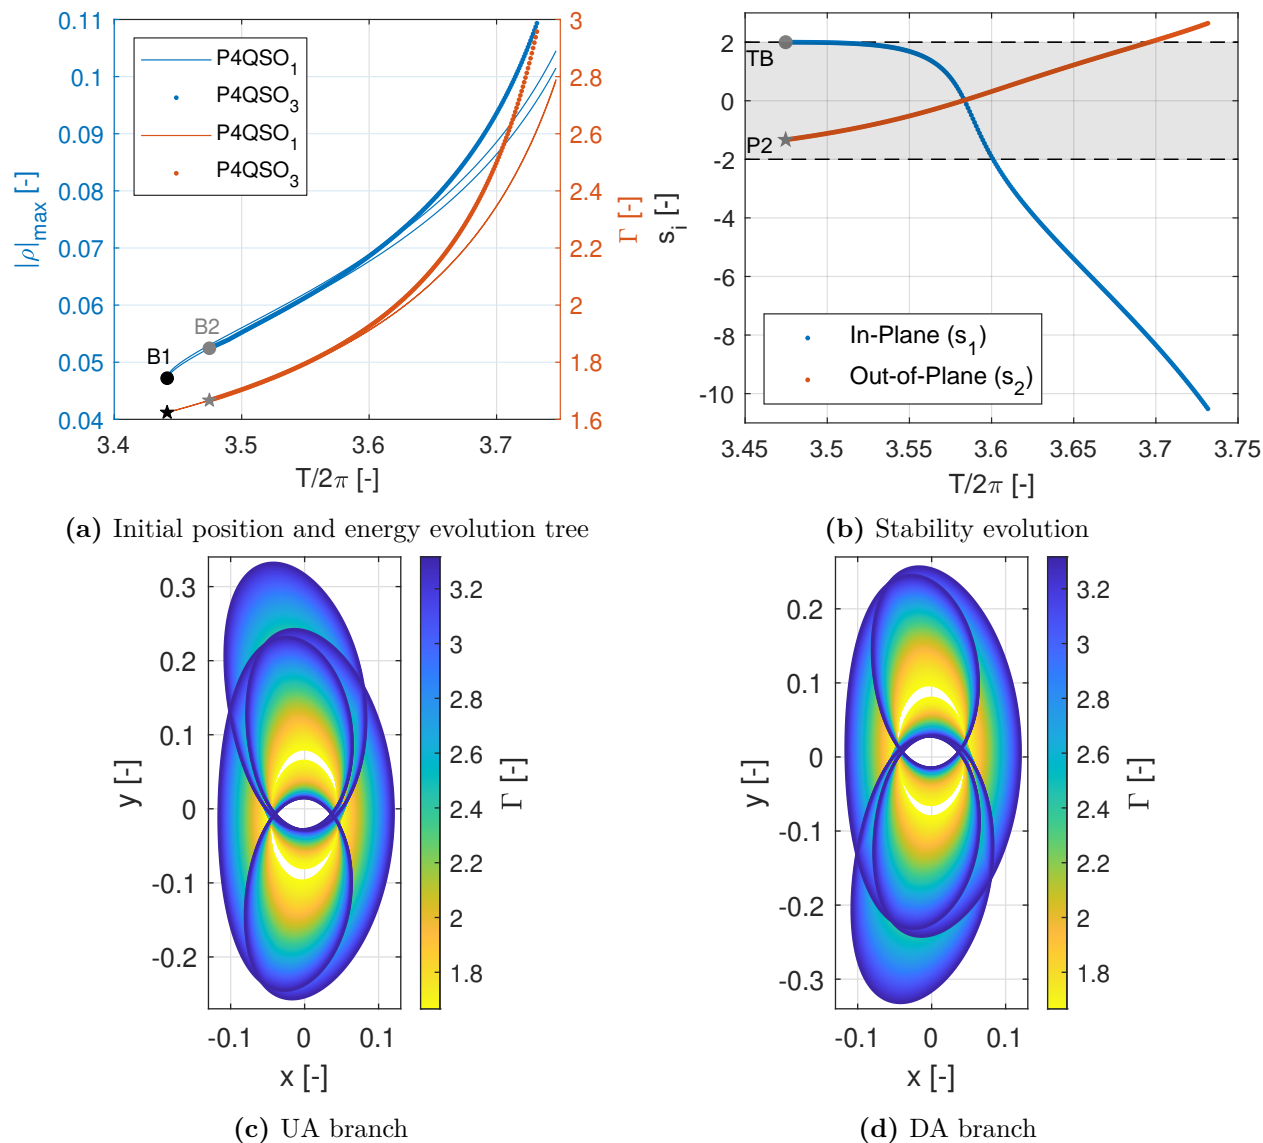 0.11
0.1
0.09
0.08
0.07
0.06
0.05
0.04
|ρ|max [-]
P4QSO1
P4QSO3
P4QSO1
P4QSO3
B1
B2
3
2.8
2.6
2.4
2.2
2
1.8
1.6
Γ [-]
3.4 3.5 3.6 3.7
T/2π [-]
(a) Initial position and energy evolution tree
2
0
-2
-4
-6
-8
-10
si [-]
TB
P2
In-Plane (s1)
Out-of-Plane (s2)
3.45 3.5 3.55 3.6 3.65 3.7 3.75
T/2π [-]
(b) Stability evolution
0.3
0.2
0.1
0
-0.1
-0.2
y [-]
-0.1 0 0.1
x [-]
3.2
3
2.8
2.6
2.4
2.2
2
1.8
Γ [-]
(c) UA branch
0.2
0.1
0
-0.1
-0.2
-0.3
y [-]
-0.1 0 0.1
x [-]
3.2
3
2.8
2.6
2.4
2.2
2
1.8
Γ [-]
(d) DA branch